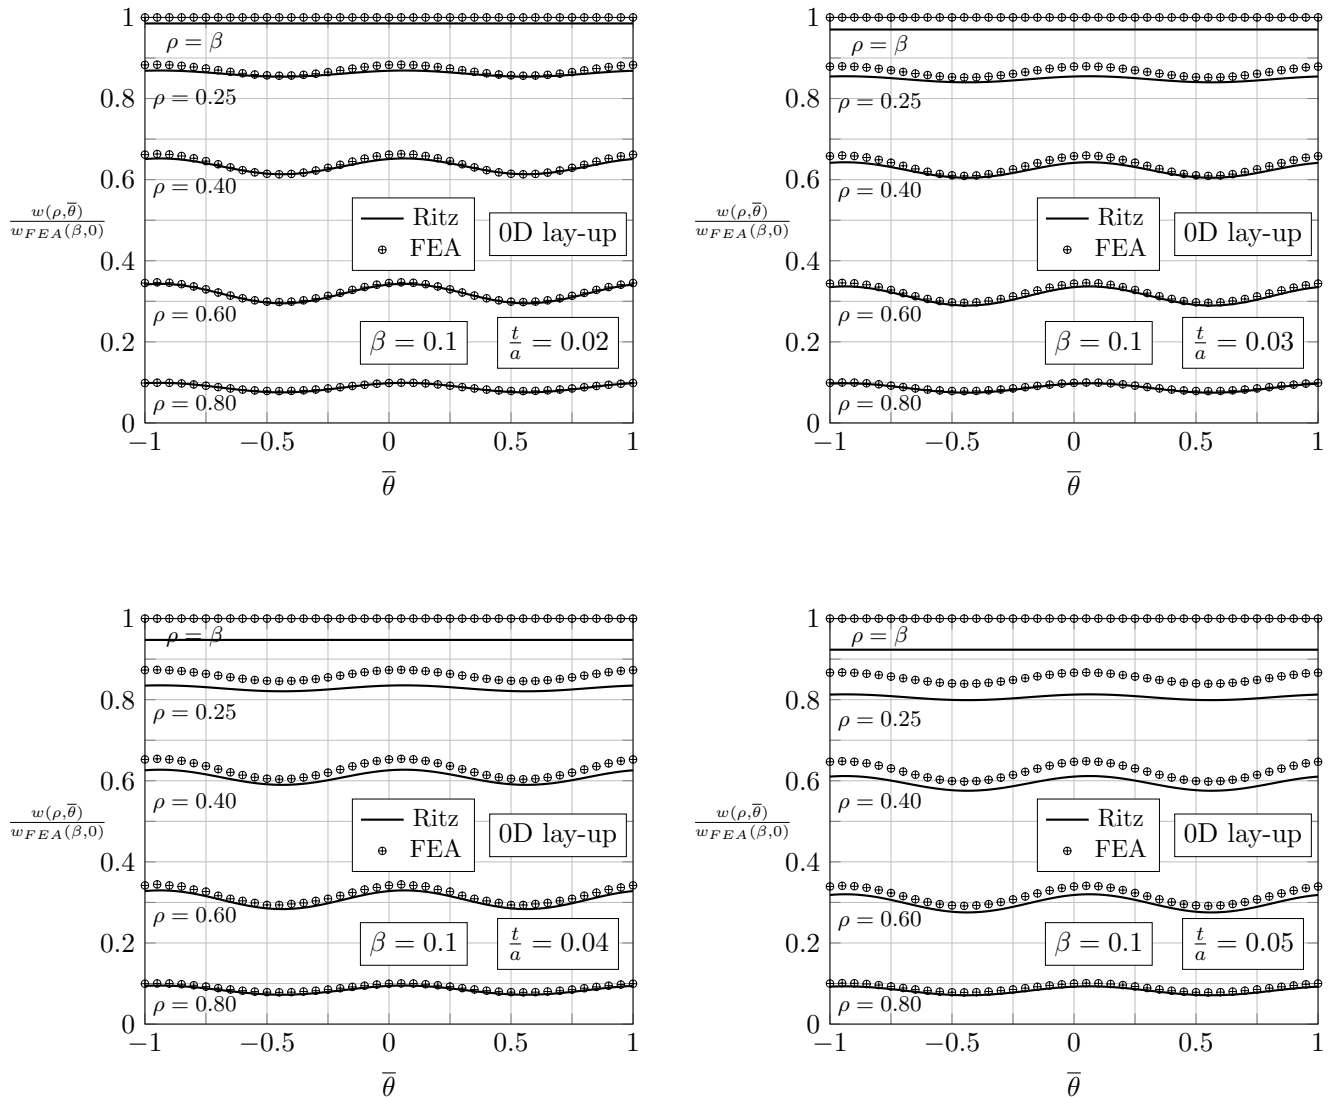 1
0.8
0.6
0.4
0.2
0
ρ = β
ρ = 0.25
ρ = 0.40
ρ = 0.60
ρ = 0.80
w(ρ,θ̅)
w_FEA(β,0)
Ritz
FEA
0D lay-up
β = 0.1
t/a = 0.02
−1 −0.5 0 0.5 1
θ̅
1
0.8
0.6
0.4
0.2
0
ρ = β
ρ = 0.25
ρ = 0.40
ρ = 0.60
ρ = 0.80
w(ρ,θ̅)
w_FEA(β,0)
Ritz
FEA
0D lay-up
β = 0.1
t/a = 0.03
−1 −0.5 0 0.5 1
θ̅
1
0.8
0.6
0.4
0.2
0
ρ = β
ρ = 0.25
ρ = 0.40
ρ = 0.60
ρ = 0.80
w(ρ,θ̅)
w_FEA(β,0)
Ritz
FEA
0D lay-up
β = 0.1
t/a = 0.04
−1 −0.5 0 0.5 1
θ̅
1
0.8
0.6
0.4
0.2
0
ρ = β
ρ = 0.25
ρ = 0.40
ρ = 0.60
ρ = 0.80
w(ρ,θ̅)
w_FEA(β,0)
Ritz
FEA
0D lay-up
β = 0.1
t/a = 0.05
−1 −0.5 0 0.5 1
θ̅